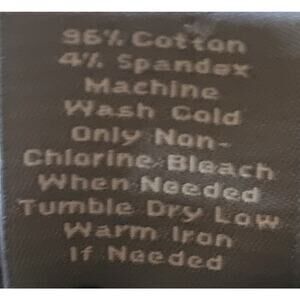 96% Cotton
4% Spandex
Machine
Wash Cold
Only Non-
Chlorine Bleach
When Needed
Tumble Dry Low
Warm Iron
If Needed